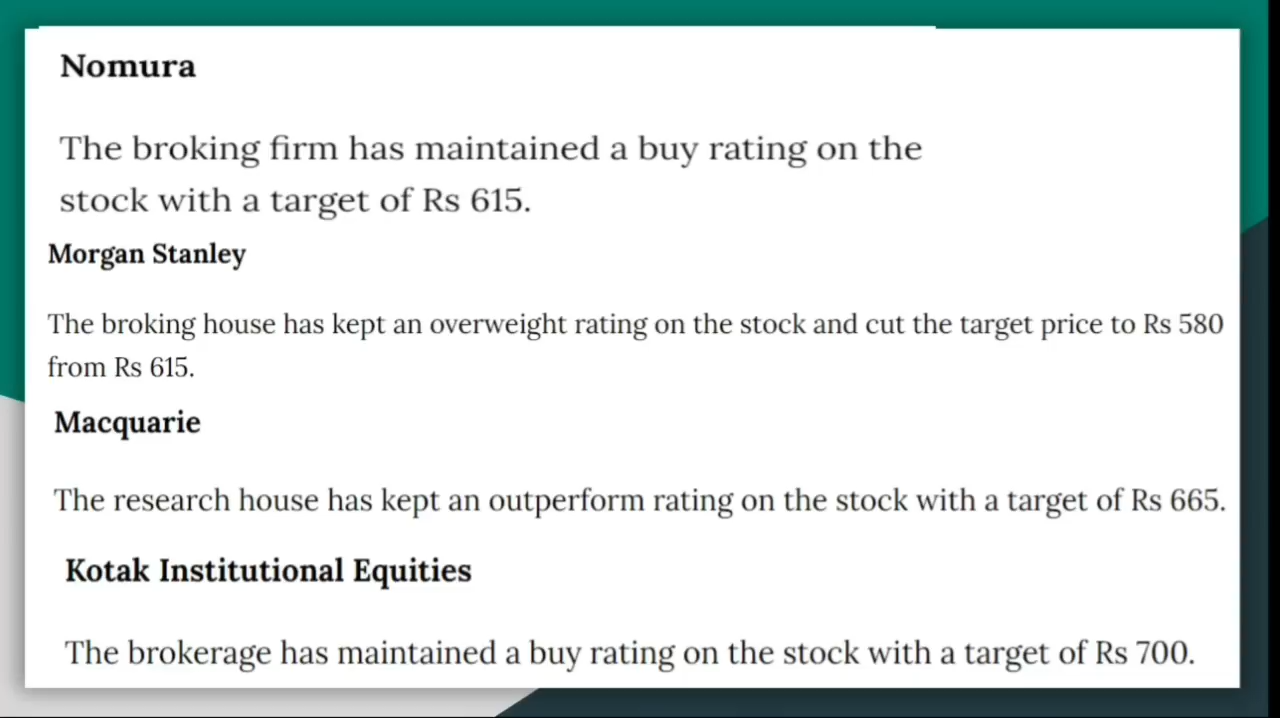 Nomura
The broking firm has maintained a buy rating on the
stock with a target of Rs 615.
Morgan Stanley
The broking house has kept an overweight rating on the stock and cut the target price to Rs 580
from Rs 615.
Macquarie
The research house has kept an outperform rating on the stock with a target of Rs 665.
Kotak Institutional Equities
The brokerage has maintained a buy rating on the stock with a target of Rs 700.